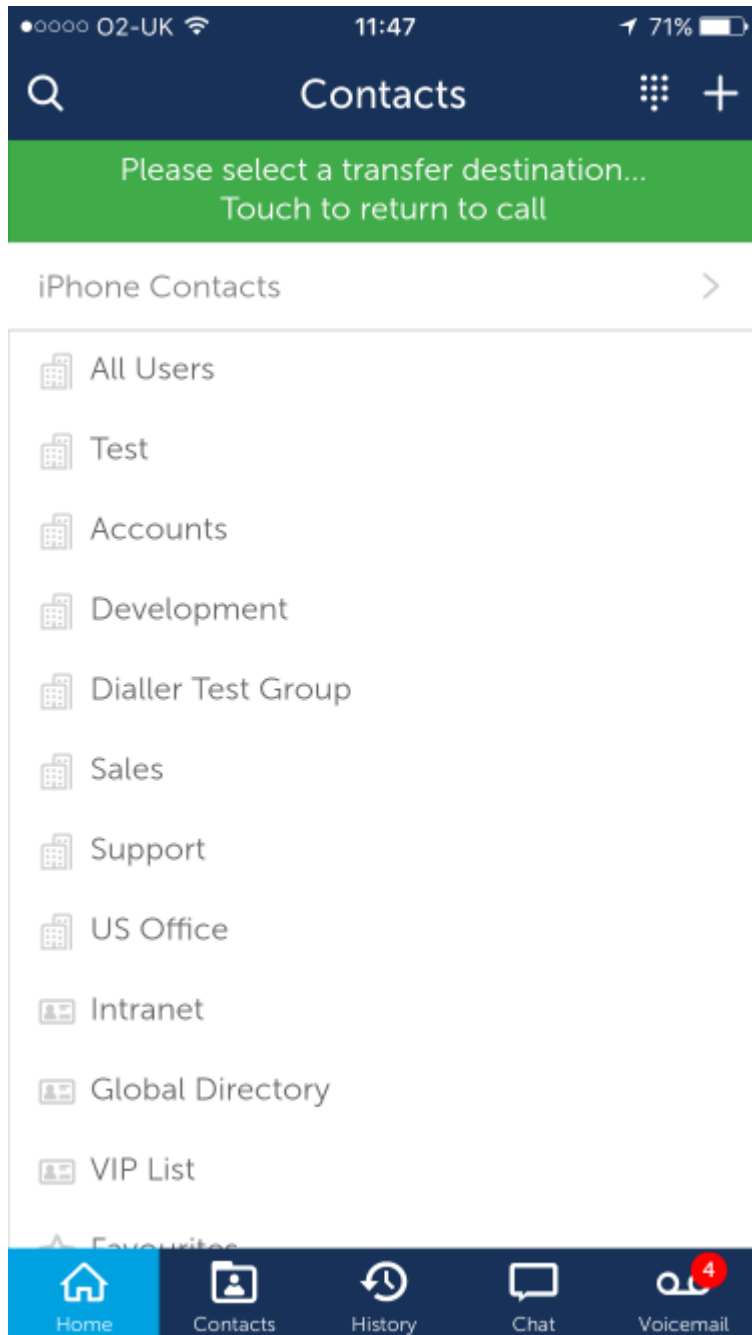 O2-UK 11:47 71%
Contacts
Please select a transfer destination...
Touch to return to call
iPhone Contacts
All Users
Test
Accounts
Development
Dialler Test Group
Sales
Support
US Office
Intranet
Global Directory
VIP List
Favourites
4
Home Contacts History Chat Voicemail